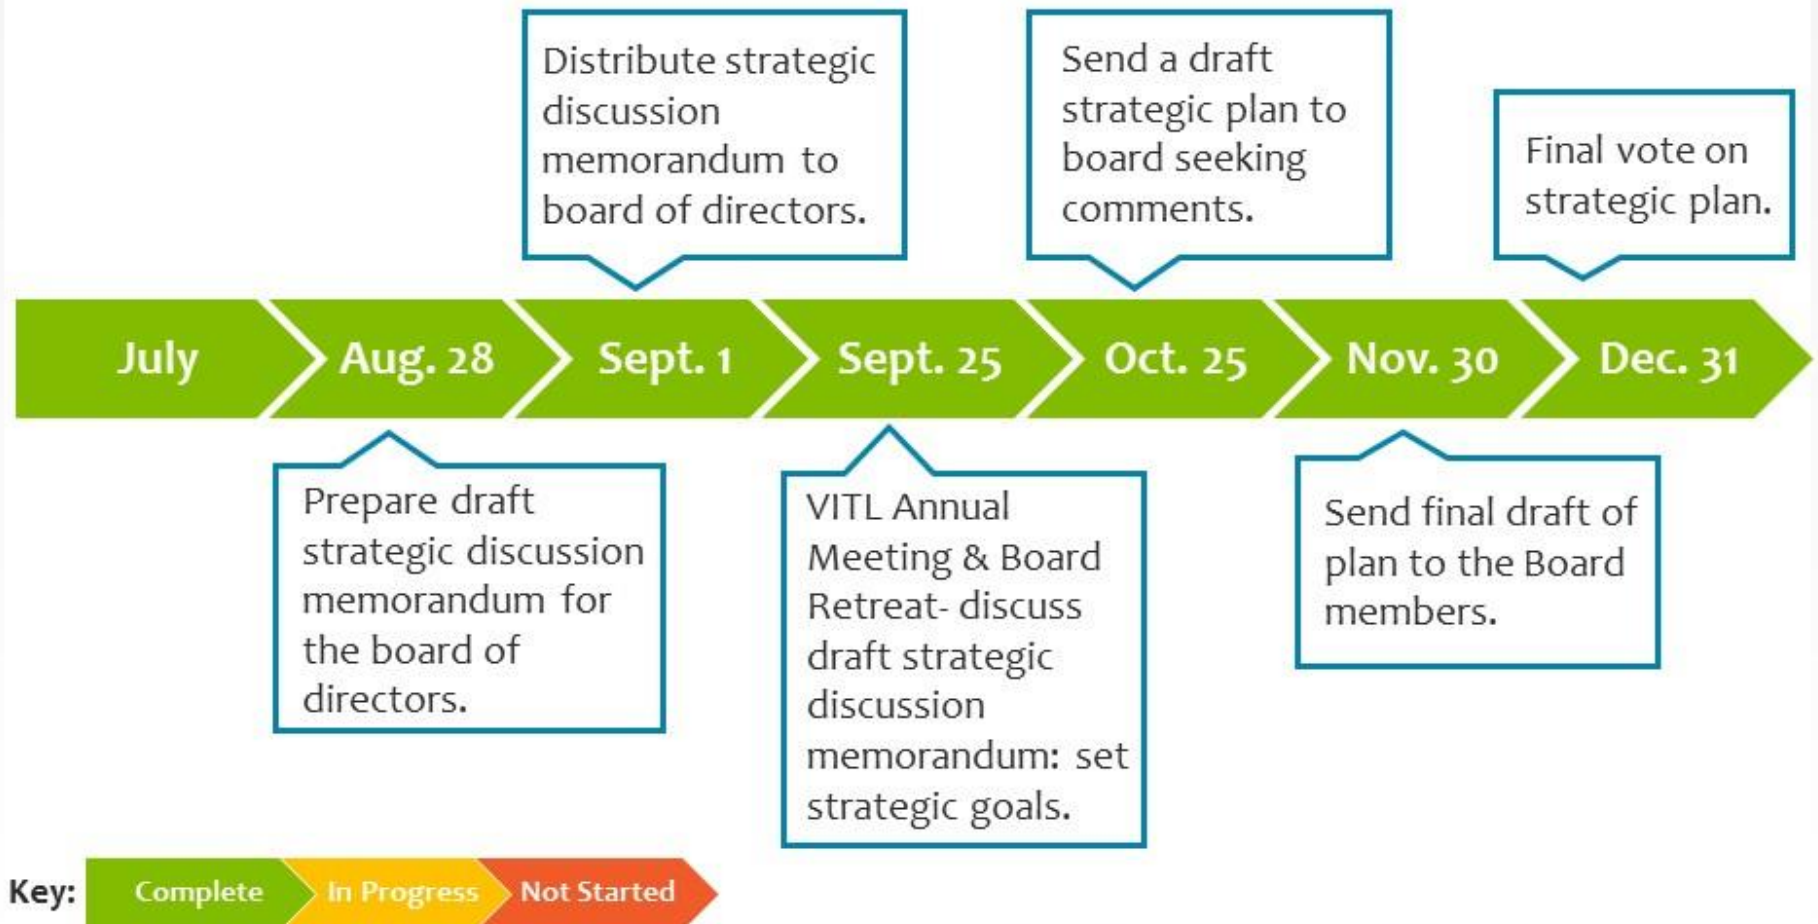 Distribute strategic
discussion
memorandum to
board of directors.
Send a draft
strategic plan to
board seeking
comments.
Final vote on
strategic plan.
July
Aug. 28
Sept. 1
Sept. 25
Oct. 25
Nov. 30
Dec. 31
Prepare draft
strategic discussion
memorandum for
the board of
directors.
VITL Annual
Meeting & Board
Retreat- discuss
draft strategic
discussion
memorandum: set
strategic goals.
Send final draft of
plan to the Board
members.
Key:
Complete
In Progress
Not Started